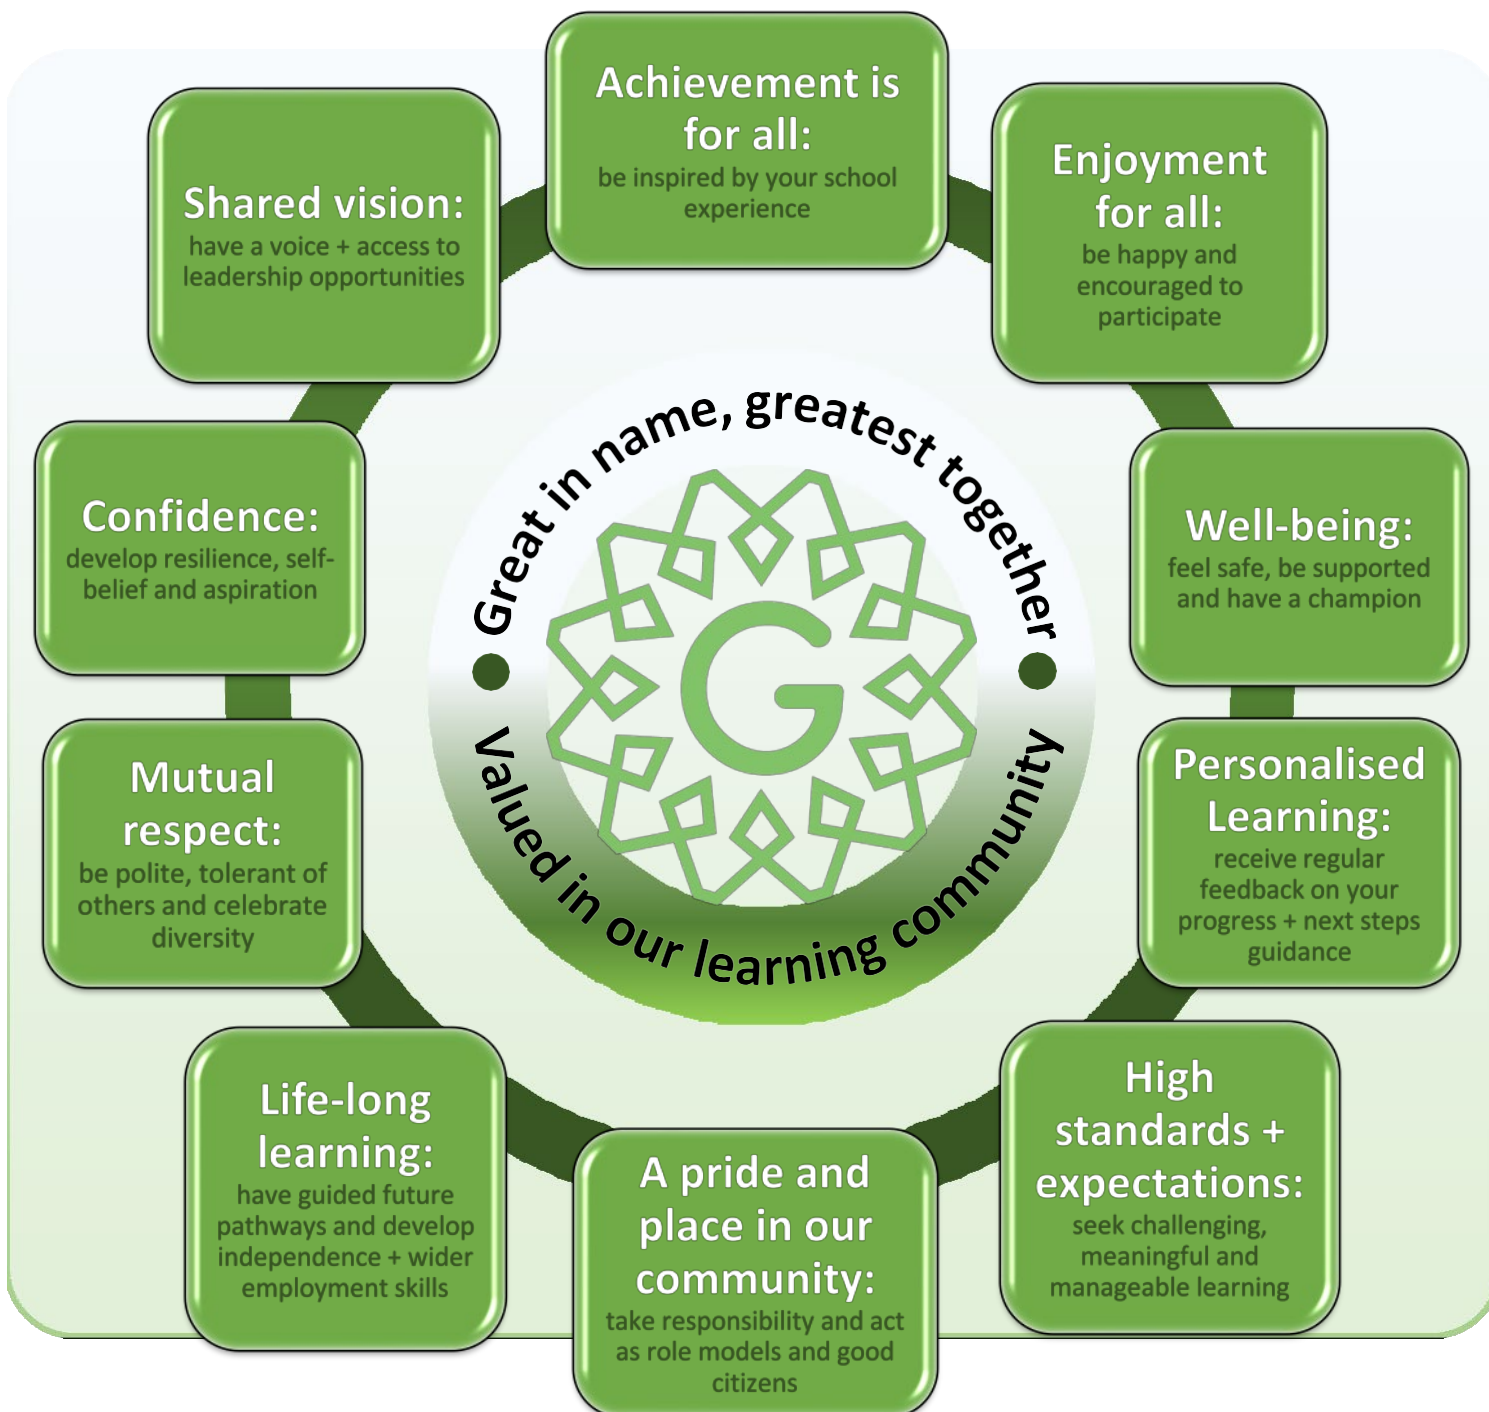 Achievement is
for all:
be inspired by your school
experience
Enjoyment
for all:
be happy and
encouraged to
participate
Well-being:
feel safe, be supported
and have a champion
Personalised
Learning:
receive regular
feedback on your
progress + next steps
guidance
High
standards +
expectations:
seek challenging,
meaningful and
manageable learning
A pride and
place in our
community:
take responsibility and act
as role models and good
citizens
Life-long
learning:
have guided future
pathways and develop
independence + wider
employment skills
Mutual
respect:
be polite, tolerant of
others and celebrate
diversity
Confidence:
develop resilience, self-
belief and aspiration
Shared vision:
have a voice + access to
leadership opportunities
Great in name, greatest together
Valued in our learning community
G